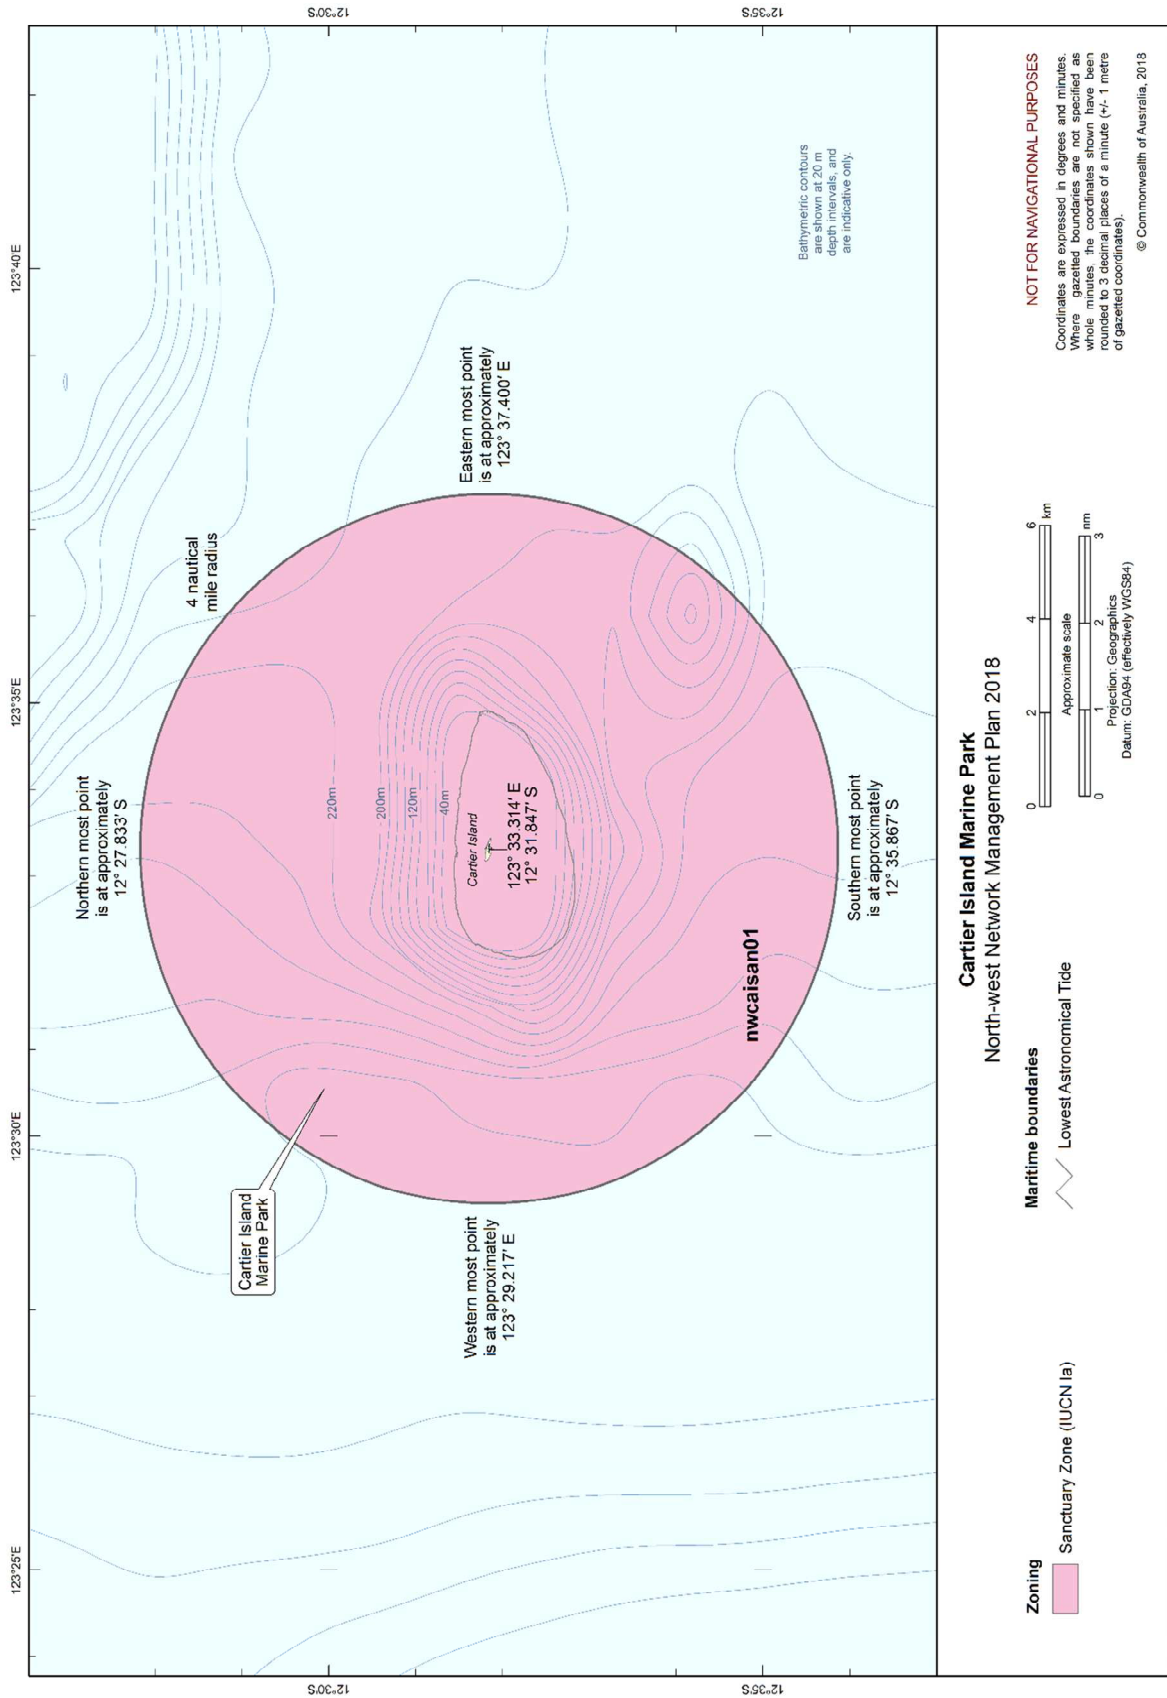 123°25'E
123°30'E
123°35'E
123°40'E
12°30'S
12°30'S
12°35'S
12°35'S
Northern most point
is at approximately
12° 27.833' S
4 nautical
mile radius
Cartier Island
Marine Park
Western most point
is at approximately
123° 29.217' E
Eastern most point
is at approximately
123° 37.400' E
220m
200m
120m
40m
Cartier Island
123° 33.314' E
12° 31.847' S
nwcaisan01
Southern most point
is at approximately
12° 35.867' S
Bathymetric contours
are shown at 20 m
depth intervals, and
are indicative only.
Cartier Island Marine Park
North-west Network Management Plan 2018
Zoning
Sanctuary Zone (IUCN Ia)
Maritime boundaries
Lowest Astronomical Tide
0 2 4 6
km
Approximate scale
0 1 2 3
nm
Projection: Geographics
Datum: GDA94 (effectively WGS84)
NOT FOR NAVIGATIONAL PURPOSES
Coordinates are expressed in degrees and minutes.
Where gazetted boundaries are not specified as
whole minutes, the coordinates shown have been
rounded to 3 decimal places of a minute (+/- 1 metre
of gazetted coordinates).
© Commonwealth of Australia, 2018